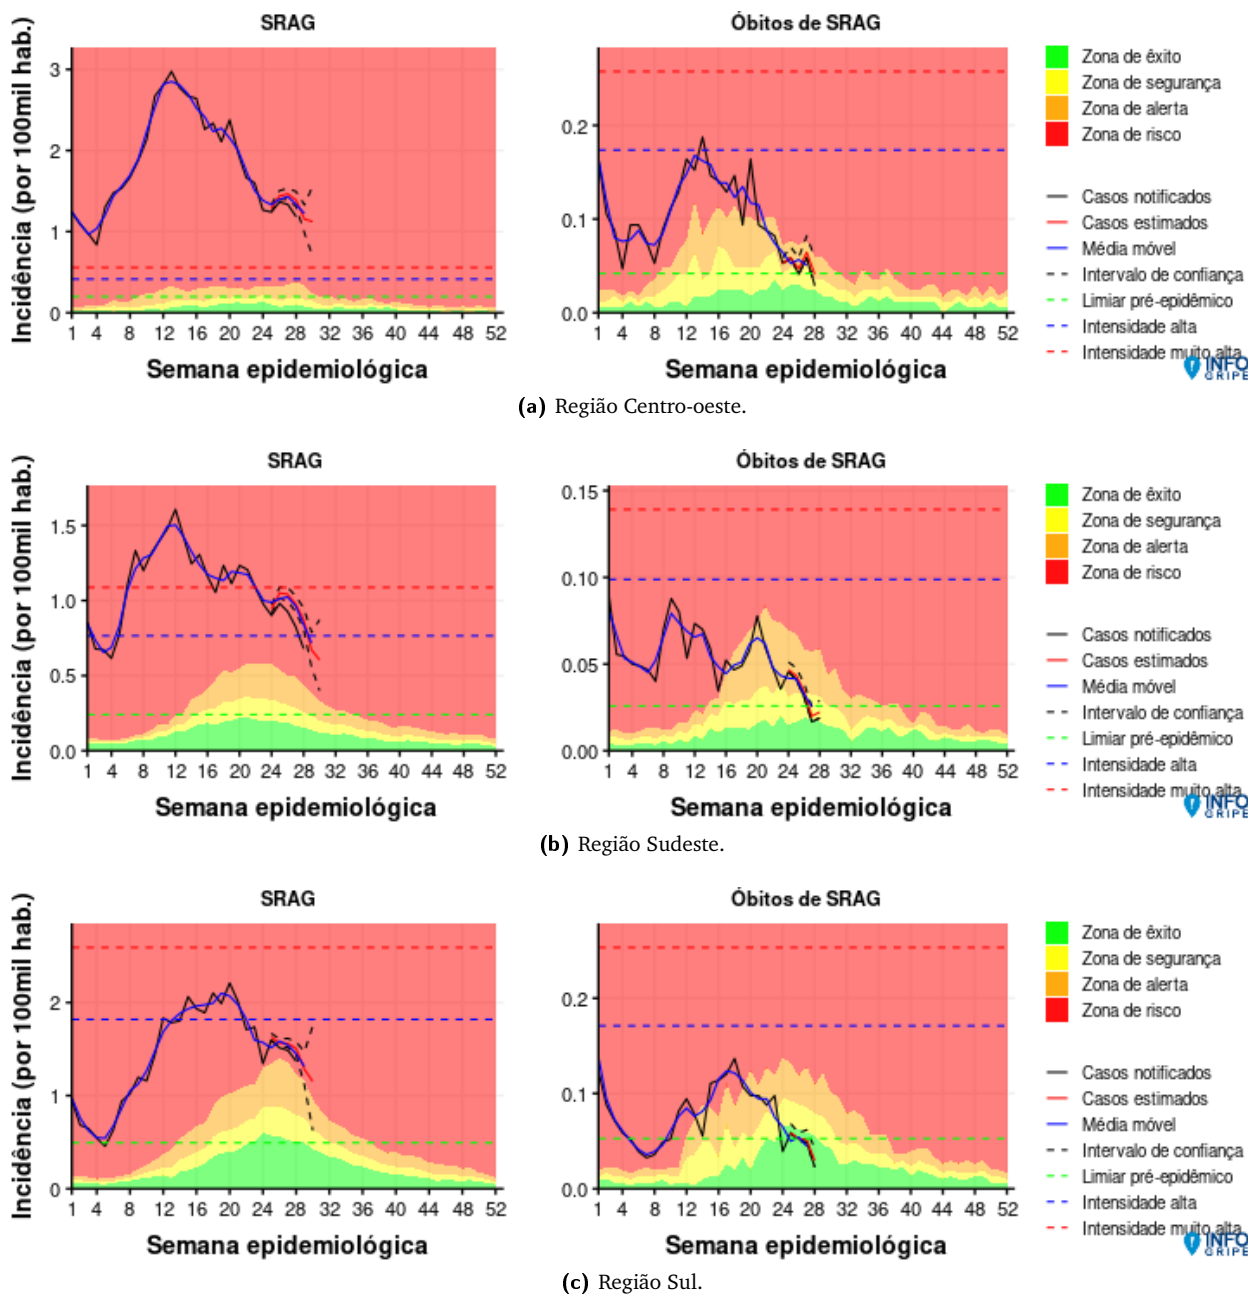 SRAG
Óbitos de SRAG
Incidência (por 100mil hab.)
3
2
1
0
1 4 8 12 16 20 24 28 32 36 40 44 48 52
Semana epidemiológica
0.2
0.1
0.0
1 4 8 12 16 20 24 28 32 36 40 44 48 52
Semana epidemiológica
Zona de êxito
Zona de segurança
Zona de alerta
Zona de risco
Casos notificados
Casos estimados
Média móvel
Intervalo de confiança
Limiar pré-epidêmico
Intensidade alta
Intensidade muito alta
INFO
GRIPE
(a) Região Centro-oeste.
SRAG
Óbitos de SRAG
Incidência (por 100mil hab.)
1.5
1.0
0.5
0.0
1 4 8 12 16 20 24 28 32 36 40 44 48 52
Semana epidemiológica
0.15
0.10
0.05
0.00
1 4 8 12 16 20 24 28 32 36 40 44 48 52
Semana epidemiológica
Zona de êxito
Zona de segurança
Zona de alerta
Zona de risco
Casos notificados
Casos estimados
Média móvel
Intervalo de confiança
Limiar pré-epidêmico
Intensidade alta
Intensidade muito alta
INFO
GRIPE
(b) Região Sudeste.
SRAG
Óbitos de SRAG
Incidência (por 100mil hab.)
2
1
0
1 4 8 12 16 20 24 28 32 36 40 44 48 52
Semana epidemiológica
0.2
0.1
0.0
1 4 8 12 16 20 24 28 32 36 40 44 48 52
Semana epidemiológica
Zona de êxito
Zona de segurança
Zona de alerta
Zona de risco
Casos notificados
Casos estimados
Média móvel
Intervalo de confiança
Limiar pré-epidêmico
Intensidade alta
Intensidade muito alta
INFO
GRIPE
(c) Região Sul.